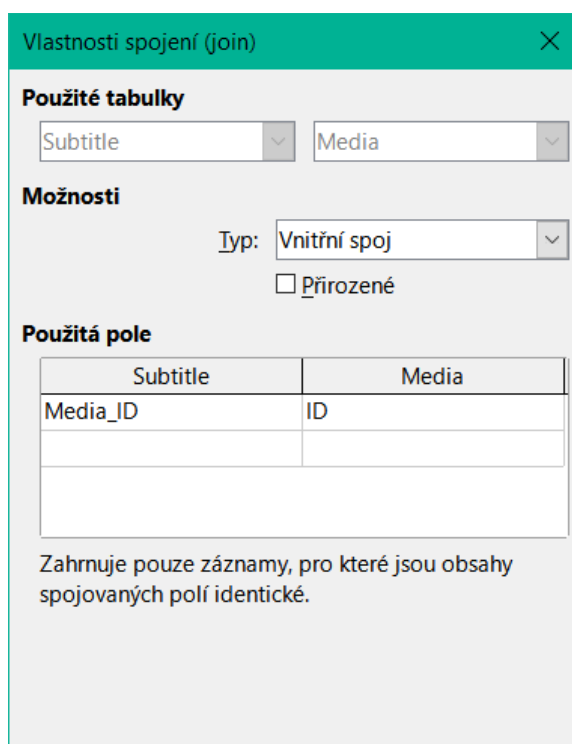 Vlastnosti spojení (join)
Použité tabulky
Subtitle Media
Možnosti
Typ: Vnitřní spoj
Přirozené
Použitá pole
Subtitle Media
Media_ID ID
Zahrnuje pouze záznamy, pro které jsou obsahy
spojovaných polí identické.